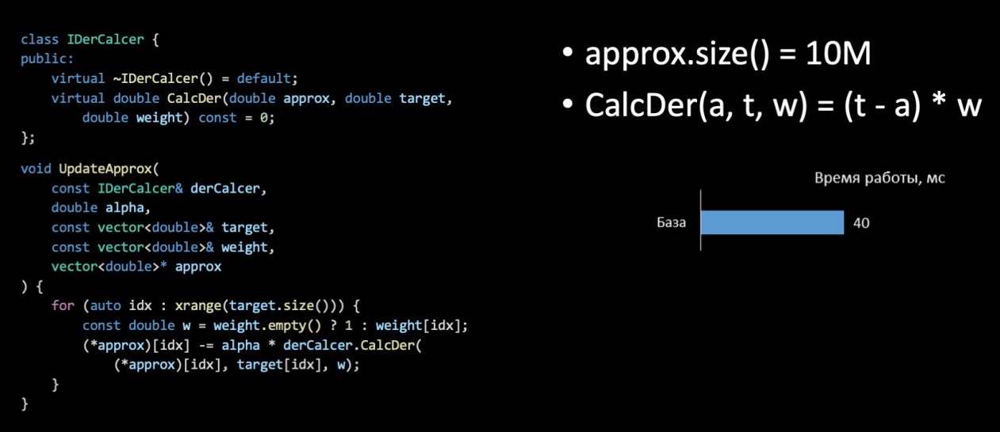 class IDerCalcer {
public:
    virtual ~IDerCalcer() = default;
    virtual double CalcDer(double approx, double target,
        double weight) const = 0;
};
void UpdateApprox(
    const IDerCalcer& derCalcer,
    double alpha,
    const vector<double>& target,
    const vector<double>& weight,
    vector<double>* approx
) {
    for (auto idx : xrange(target.size())) {
        const double w = weight.empty() ? 1 : weight[idx];
        (*approx)[idx] -= alpha * derCalcer.CalcDer(
            (*approx)[idx], target[idx], w);
    }
}
• approx.size() = 10M
• CalcDer(a, t, w) = (t - a) * w
Время работы, мс
База 40